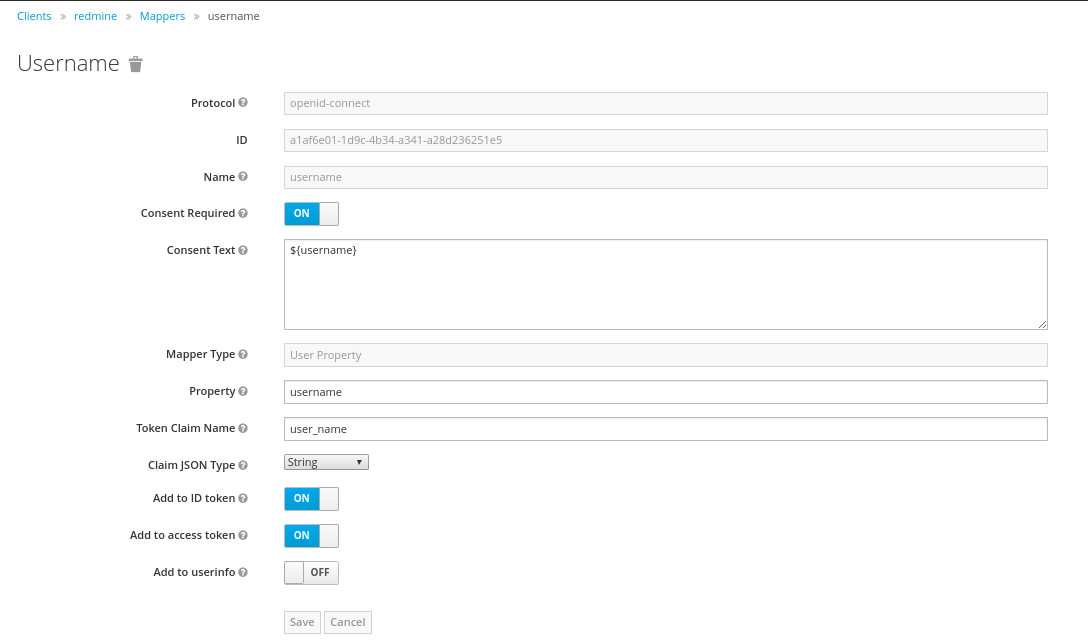 Clients » redmine » Mappers » username
Username
Protocol openid-connect
ID a1af6e01-1d9c-4b34-a341-a28d236251e5
Name username
Consent Required ON
Consent Text ${username}
Mapper Type User Property
Property username
Token Claim Name user_name
Claim JSON Type String
Add to ID token ON
Add to access token ON
Add to userinfo OFF
Save Cancel